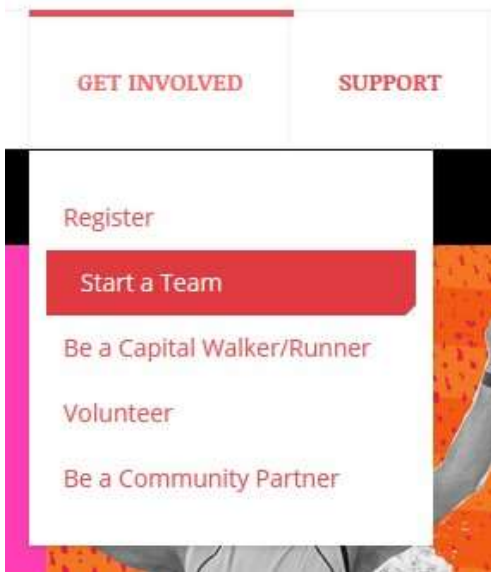 GET INVOLVED
SUPPORT
Register
Start a Team
Be a Capital Walker/Runner
Volunteer
Be a Community Partner